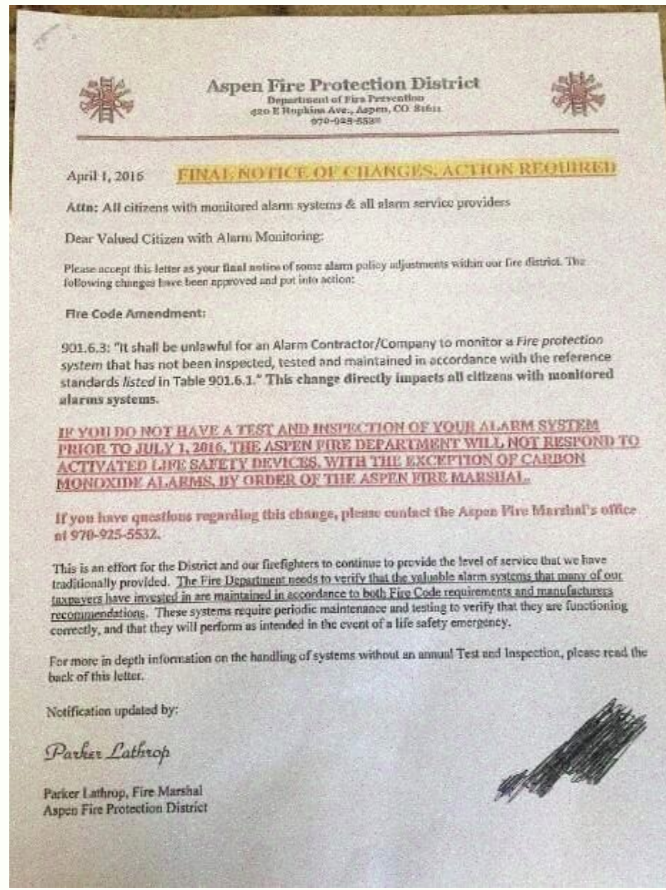 Aspen Fire Protection District
Department of Fire Prevention
420 E Hopkins Ave., Aspen, CO 81611
970-925-5532
April 1, 2016 FINAL NOTICE OF CHANGES, ACTION REQUIRED
Attn: All citizens with monitored alarm systems & all alarm service providers
Dear Valued Citizen with Alarm Monitoring:
Please accept this letter as your final notice of some alarm policy adjustments within our fire district. The
following changes have been approved and put into action:
Fire Code Amendment:
901.6.3: "It shall be unlawful for an Alarm Contractor/Company to monitor a Fire protection
system that has not been inspected, tested and maintained in accordance with the reference
standards listed in Table 901.6.1." This change directly impacts all citizens with monitored
alarms systems.
IF YOU DO NOT HAVE A TEST AND INSPECTION OF YOUR ALARM SYSTEM
PRIOR TO JULY 1, 2016, THE ASPEN FIRE DEPARTMENT WILL NOT RESPOND TO
ACTIVATED LIFE SAFETY DEVICES, WITH THE EXCEPTION OF CARBON
MONOXIDE ALARMS, BY ORDER OF THE ASPEN FIRE MARSHAL.
If you have questions regarding this change, please contact the Aspen Fire Marshal's office
at 970-925-5532.
This is an effort for the District and our firefighters to continue to provide the level of service that we have
traditionally provided. The Fire Department needs to verify that the valuable alarm systems that many of our
taxpayers have invested in are maintained in accordance to both Fire Code requirements and manufacturers
recommendations. These systems require periodic maintenance and testing to verify that they are functioning
correctly, and that they will perform as intended in the event of a life safety emergency.
For more in depth information on the handling of systems without an annual Test and Inspection, please read the
back of this letter.
Notification updated by:
Parker Lathrop
Parker Lathrop, Fire Marshal
Aspen Fire Protection District